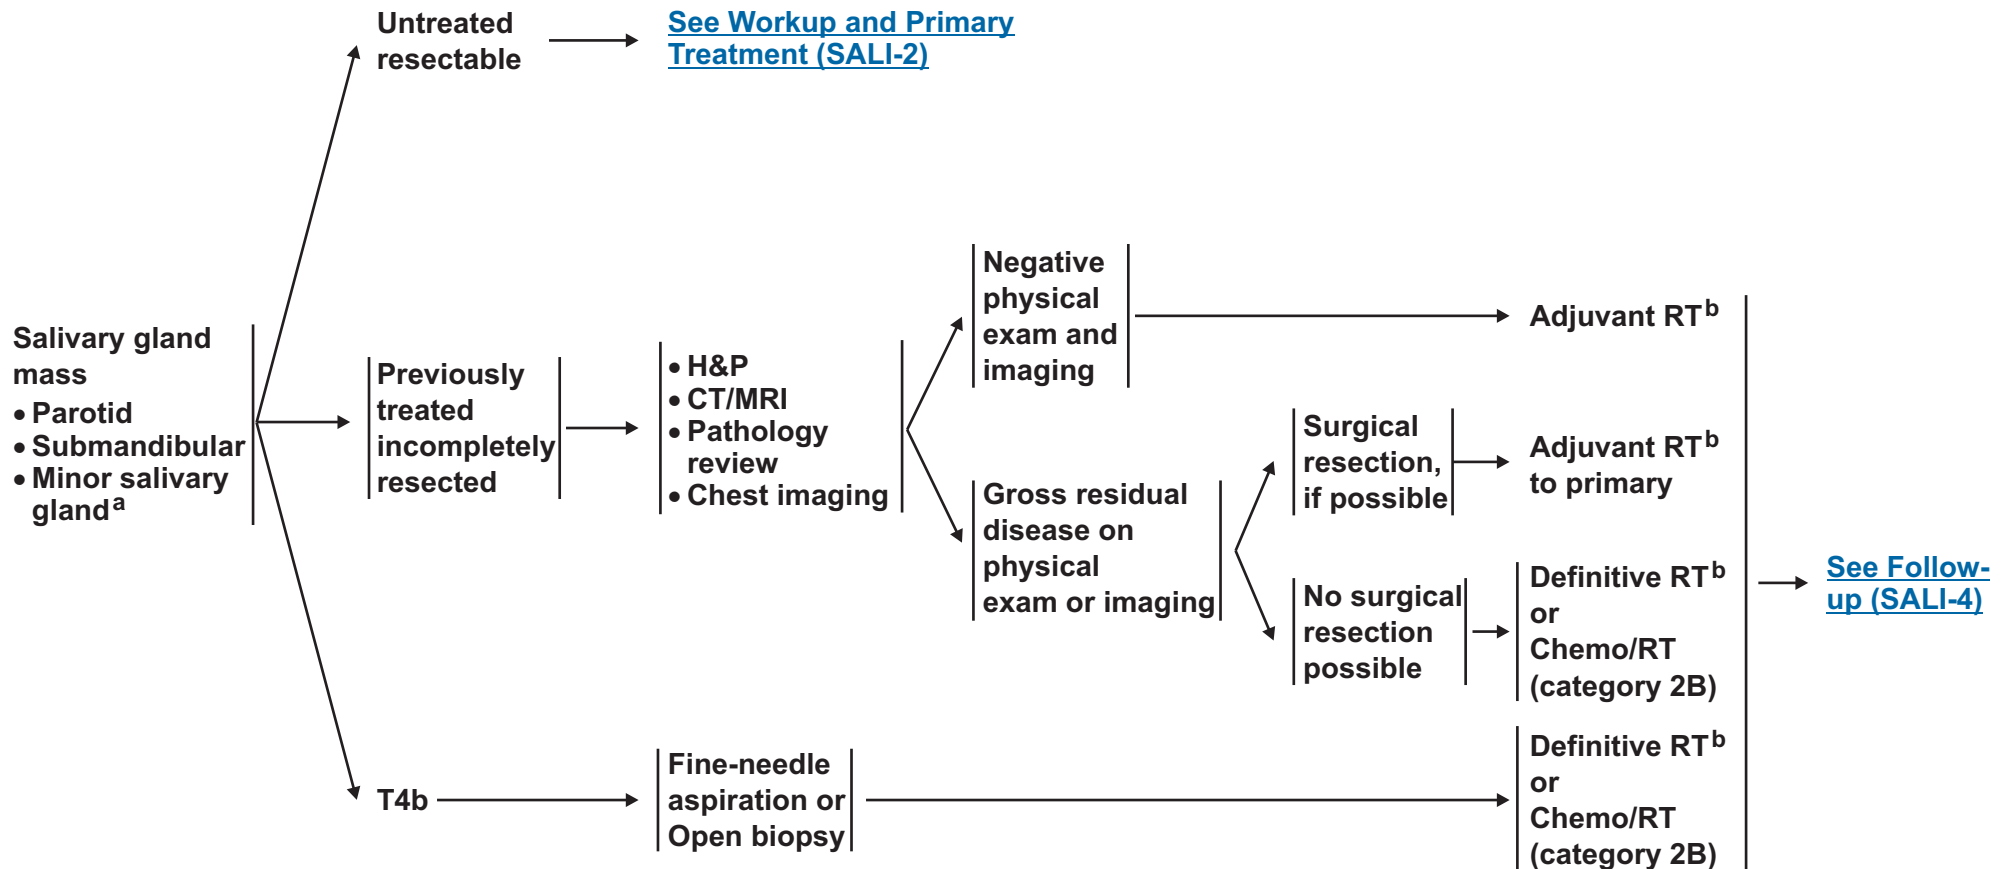 Untreated
resectable
See Workup and Primary
Treatment (SALI-2)
Salivary gland
mass
• Parotid
• Submandibular
• Minor salivary
gland a
Previously
treated
incompletely
resected
• H&P
• CT/MRI
• Pathology
review
• Chest imaging
Negative
physical
exam and
imaging
Adjuvant RT b
Gross residual
disease on
physical
exam or imaging
Surgical
resection,
if possible
Adjuvant RT b
to primary
No surgical
resection
possible
Definitive RT b
or
Chemo/RT
(category 2B)
T4b
Fine-needle
aspiration or
Open biopsy
Definitive RT b
or
Chemo/RT
(category 2B)
See Follow-
up (SALI-4)